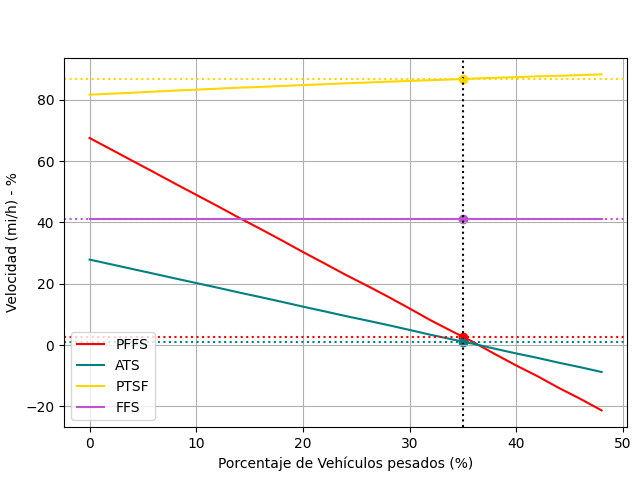 Velocidad (mi/h) - %
80
60
40
20
0
−20
PFFS
ATS
PTSF
FFS
0 10 20 30 40 50
Porcentaje de Vehículos pesados (%)